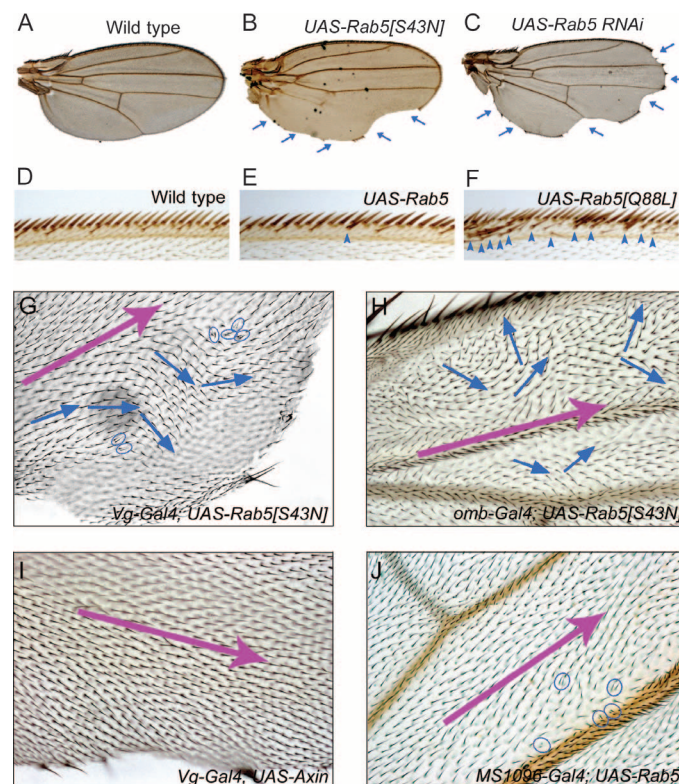 A Wild type
B UAS-Rab5[S43N]
C UAS-Rab5 RNAi
D Wild type
E UAS-Rab5
F UAS-Rab5[Q88L]
G
Vg-Gal4; UAS-Rab5[S43N]
H
omb-Gal4; UAS-Rab5[S43N]
I
Vg-Gal4; UAS-Axin
J
MS1096-Gal4; UAS-Rab5